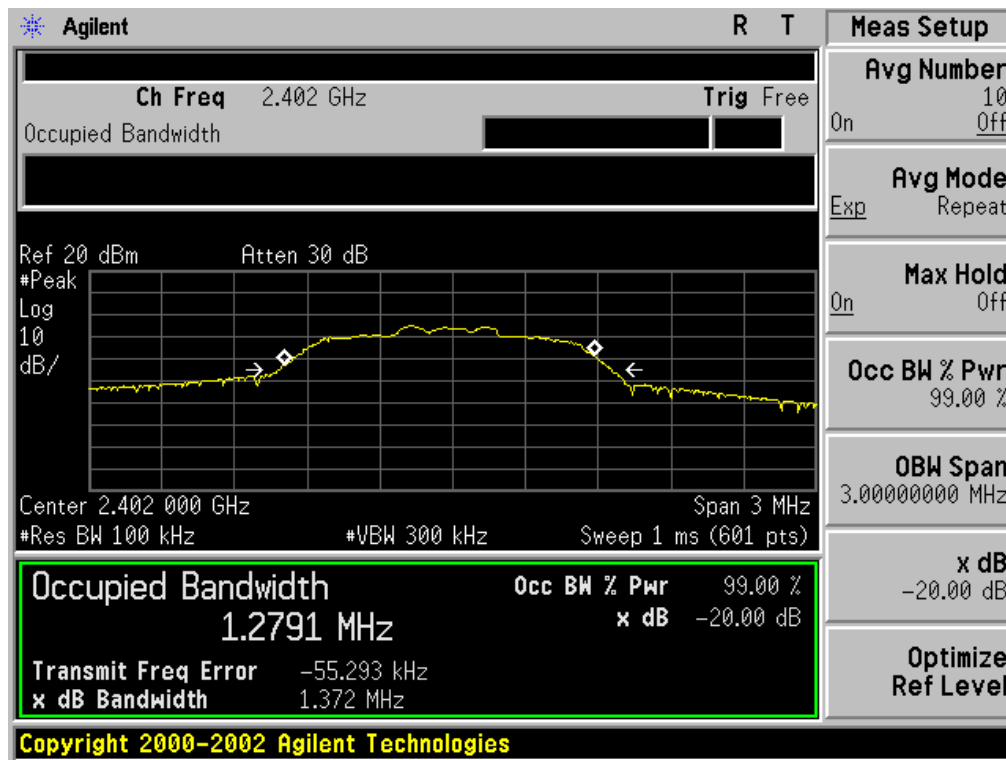 Agilent R T Meas Setup
Ch Freq 2.402 GHz Trig Free
Occupied Bandwidth
Avg Number
10
On Off
Avg Mode
Exp Repeat
Max Hold
On Off
Occ BW % Pwr
99.00 %
OBW Span
3.00000000 MHz
x dB
-20.00 dB
Optimize
Ref Level
Ref 20 dBm Atten 30 dB
#Peak
Log
10
dB/
Center 2.402 000 GHz Span 3 MHz
#Res BW 100 kHz #VBW 300 kHz Sweep 1 ms (601 pts)
Occupied Bandwidth Occ BW % Pwr 99.00 %
1.2791 MHz x dB -20.00 dB
Transmit Freq Error -55.293 kHz
x dB Bandwidth 1.372 MHz
Copyright 2000-2002 Agilent Technologies